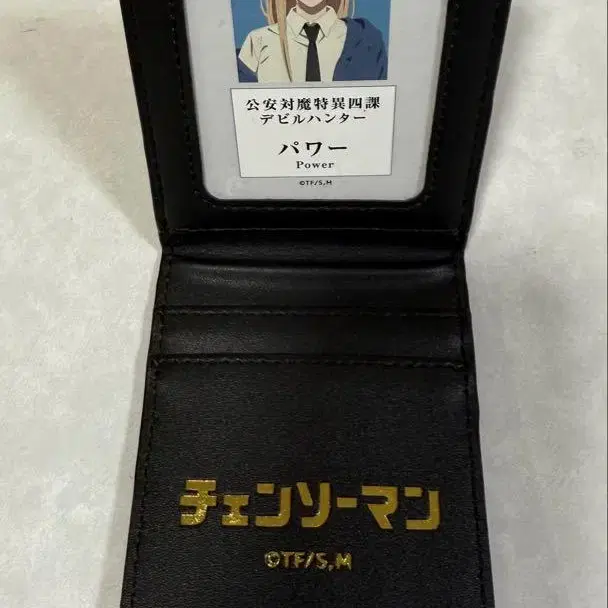 公安対魔特異四課
デビルハンター
パワー
Power
©TF/S,M
チェンソーマン
©TF/S,M